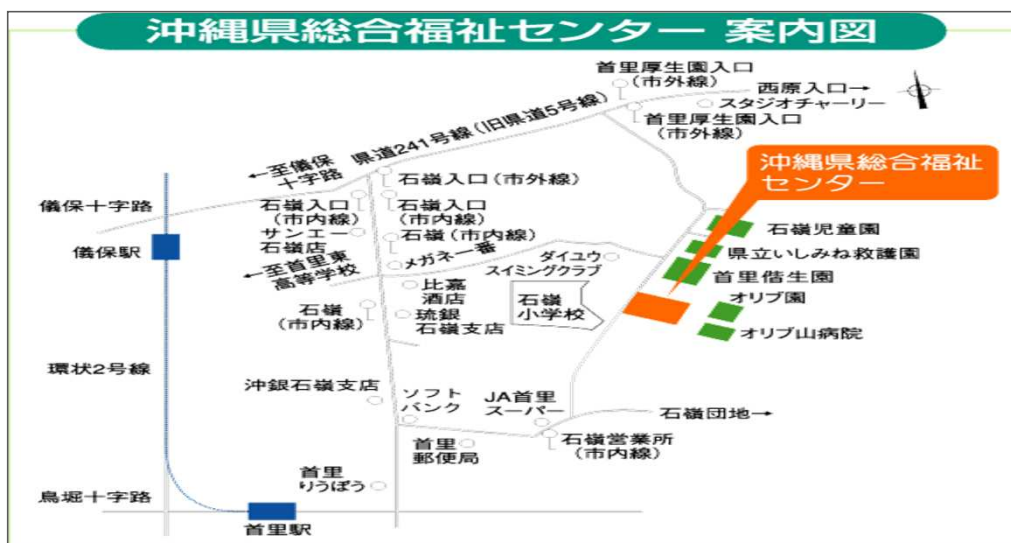 沖縄県総合福祉センター 案内図
首里厚生園入口
(市外線)
西原入口→
スタジオチャーリー
首里厚生園入口
(市外線)
県道241号線(旧県道5号線)
←至儀保
十字路
沖縄県総合福祉
センター
石嶺入口(市外線)
儀保十字路
石嶺入口
(市内線)
石嶺入口
(市内線)
石嶺児童園
サンエー
石嶺店
石嶺(市内線)
儀保駅
県立いしみね救護園
←至首里東
高等学校
メガネ一番
ダイユウ
スイミングクラブ
首里偕生園
比嘉
酒店
石嶺
小学校
オリブ園
石嶺
(市内線)
琉銀
石嶺支店
オリブ山病院
環状2号線
沖銀石嶺支店
ソフト
バンク
JA首里
スーパー
石嶺団地→
首里
郵便局
石嶺営業所
(市内線)
首里
りうぼう
鳥堀十字路
首里駅